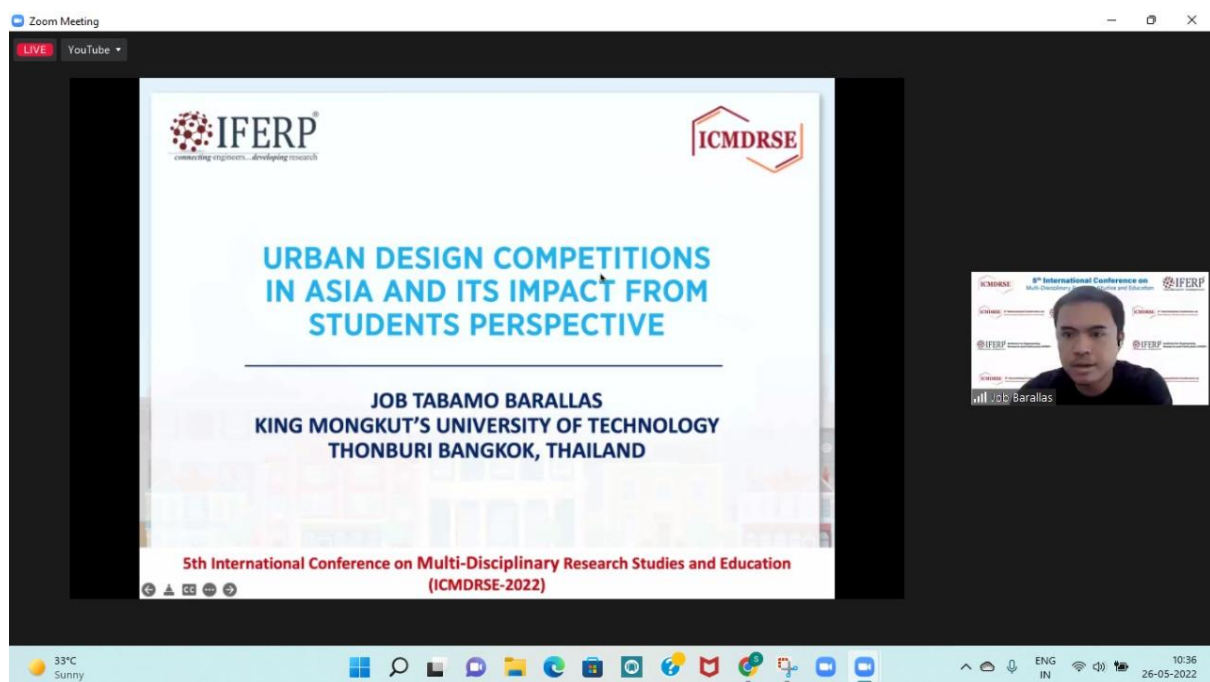 Zoom Meeting
LIVE YouTube
IFERP®
connecting engineers...developing research
ICMDRSE
URBAN DESIGN COMPETITIONS
IN ASIA AND ITS IMPACT FROM
STUDENTS PERSPECTIVE
JOB TABAMO BARALLAS
KING MONGKUT'S UNIVERSITY OF TECHNOLOGY
THONBURI BANGKOK, THAILAND
5th International Conference on Multi-Disciplinary Research Studies and Education
(ICMDRSE-2022)
CC
ICMDRSE
5th International Conference on
IFERP
IFERP
IFERP
Job Barallas
33°C
Sunny
ENG
IN
10:36
26-05-2022